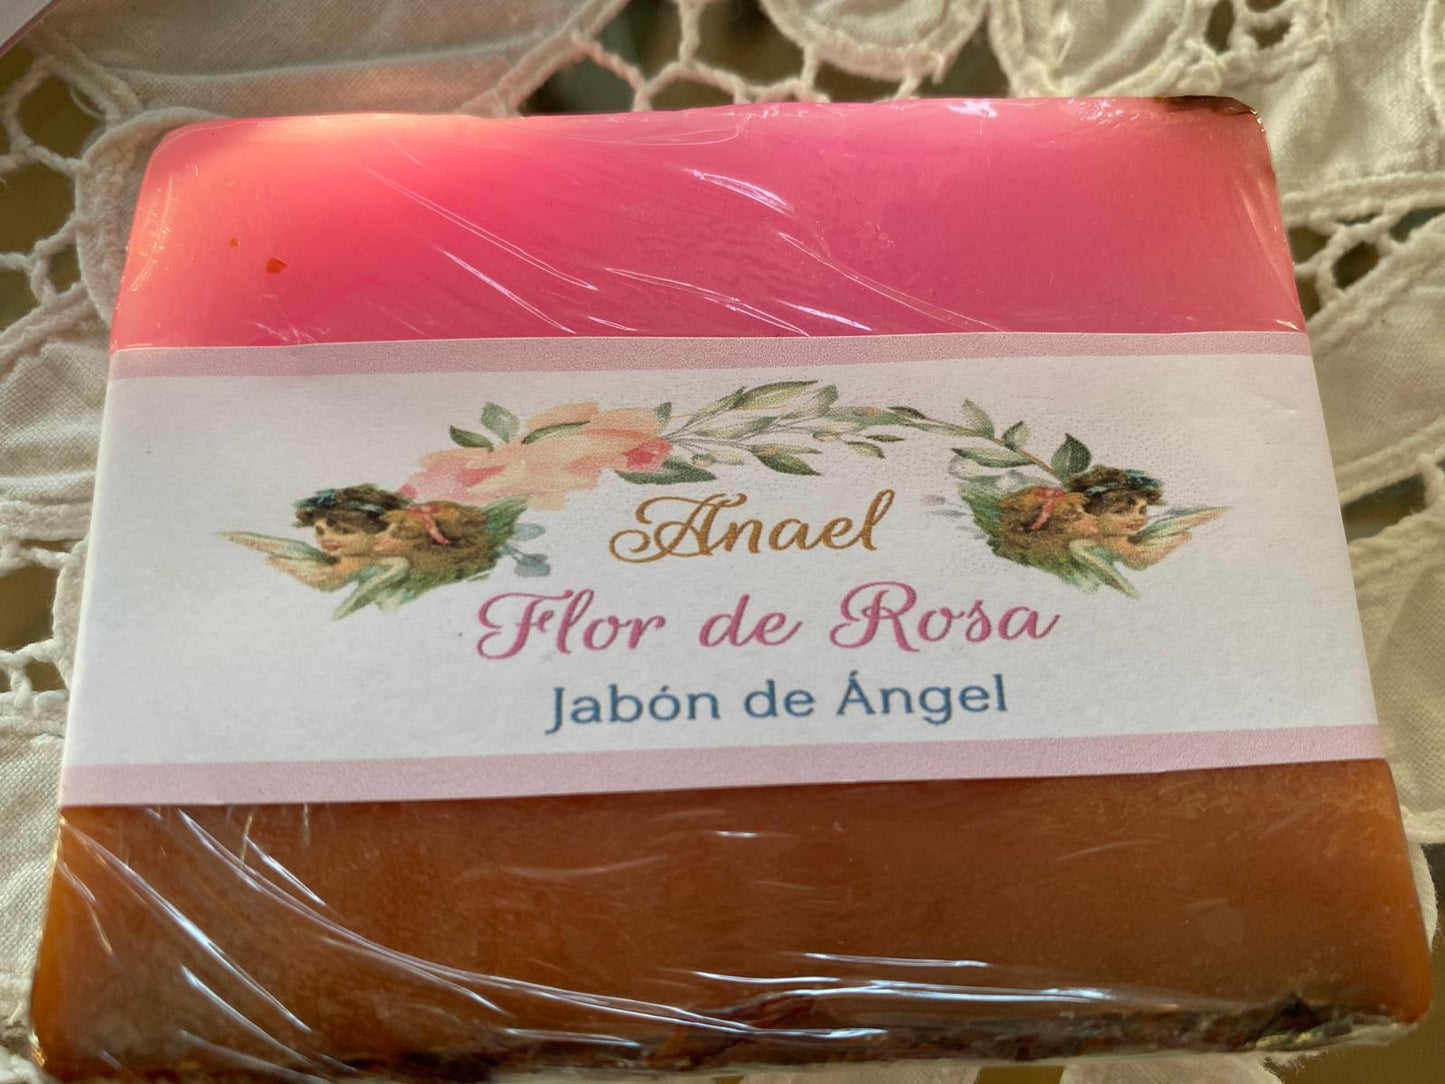 Anael
Flor de Rosa
Jabón de Ángel